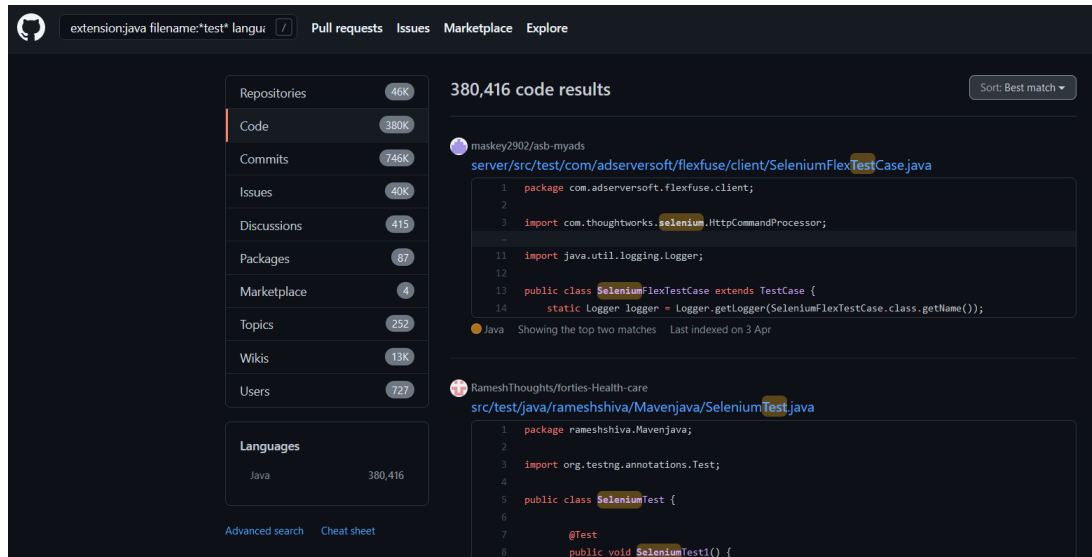 extension:java filename:*test* langua /
Pull requests Issues Marketplace Explore
Repositories 46K
Code 380K
Commits 746K
Issues 40K
Discussions 415
Packages 87
Marketplace 4
Topics 252
Wikis 13K
Users 727
Languages
Java 380,416
Advanced search Cheat sheet
380,416 code results
Sort: Best match
maskey2902/asb-myads
server/src/test/com/adserversoft/flexfuse/client/SeleniumFlexTestCase.java
1 package com.adserversoft.flexfuse.client;
2
3 import com.thoughtworks.selenium.HttpCommandProcessor;
11 import java.util.logging.Logger;
12
13 public class SeleniumFlexTestCase extends TestCase {
14 static Logger logger = Logger.getLogger(SeleniumFlexTestCase.class.getName());
Java Showing the top two matches Last indexed on 3 Apr
RameshThoughts/forties-Health-care
src/test/java/rameshshiva/Mavenjava/SeleniumTest.java
1 package rameshshiva.Mavenjava;
2
3 import org.testng.annotations.Test;
4
5 public class SeleniumTest {
6
7 @Test
8 public void SeleniumTest1() {